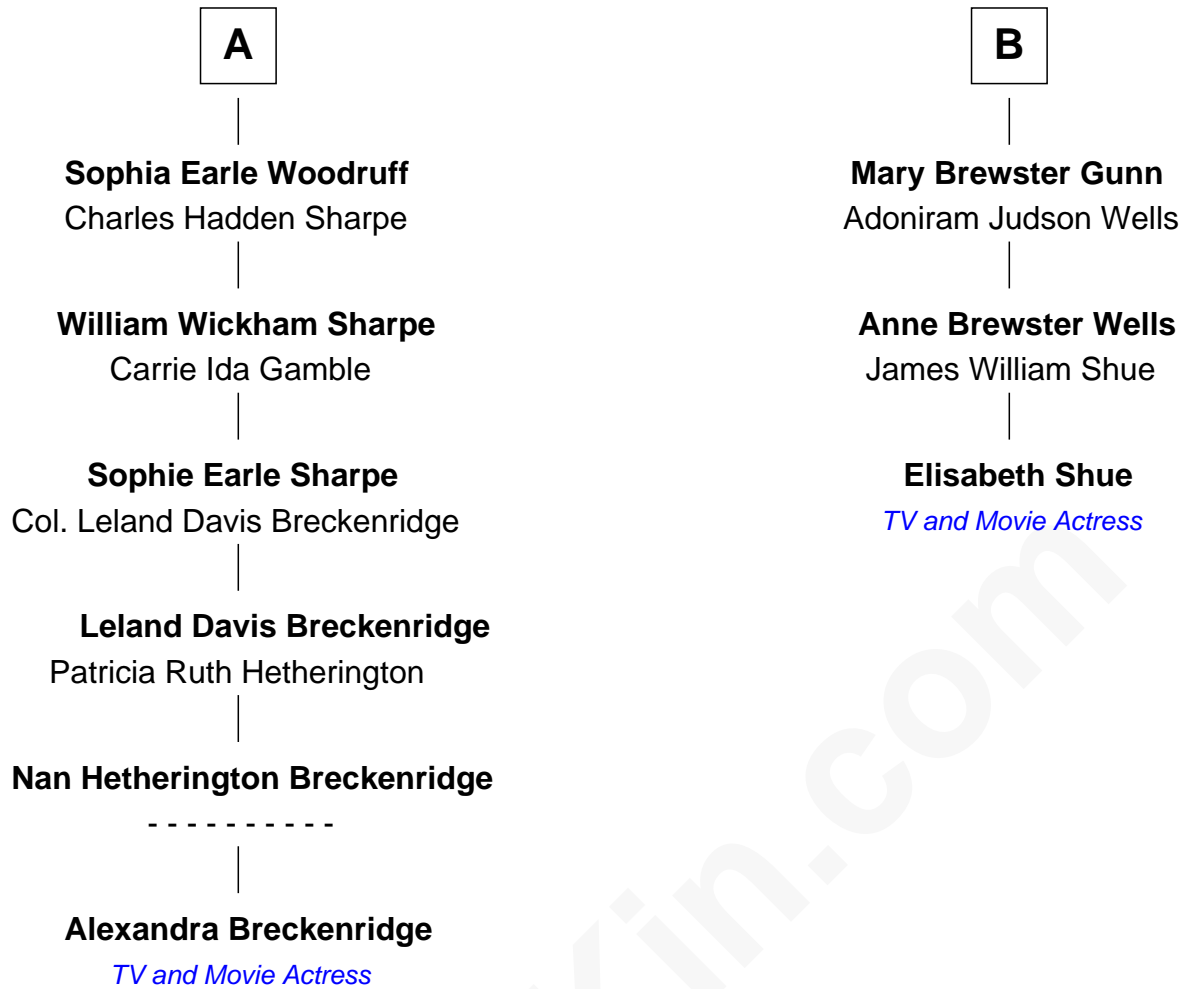 A
Sophia Earle Woodruff
Charles Hadden Sharpe
William Wickham Sharpe
Carrie Ida Gamble
Sophie Earle Sharpe
Col. Leland Davis Breckenridge
Leland Davis Breckenridge
Patricia Ruth Hetherington
Nan Hetherington Breckenridge
- - - - - - - - - -
Alexandra Breckenridge
TV and Movie Actress
B
Mary Brewster Gunn
Adoniram Judson Wells
Anne Brewster Wells
James William Shue
Elisabeth Shue
TV and Movie Actress
Kin.com